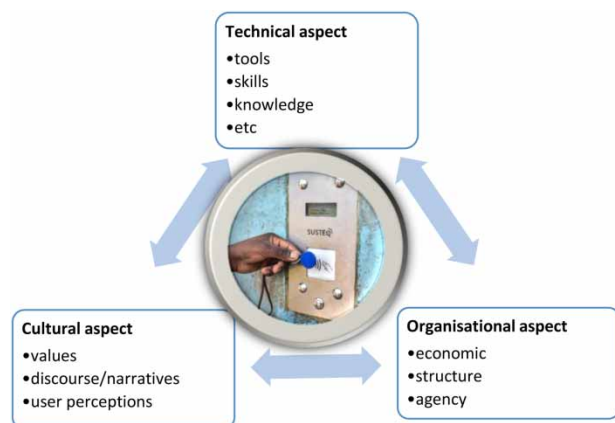 Technical aspect
•tools
•skills
•knowledge
•etc
SUSTEQ
Cultural aspect
•values
•discourse/narratives
•user perceptions
Organisational aspect
•economic
•structure
•agency